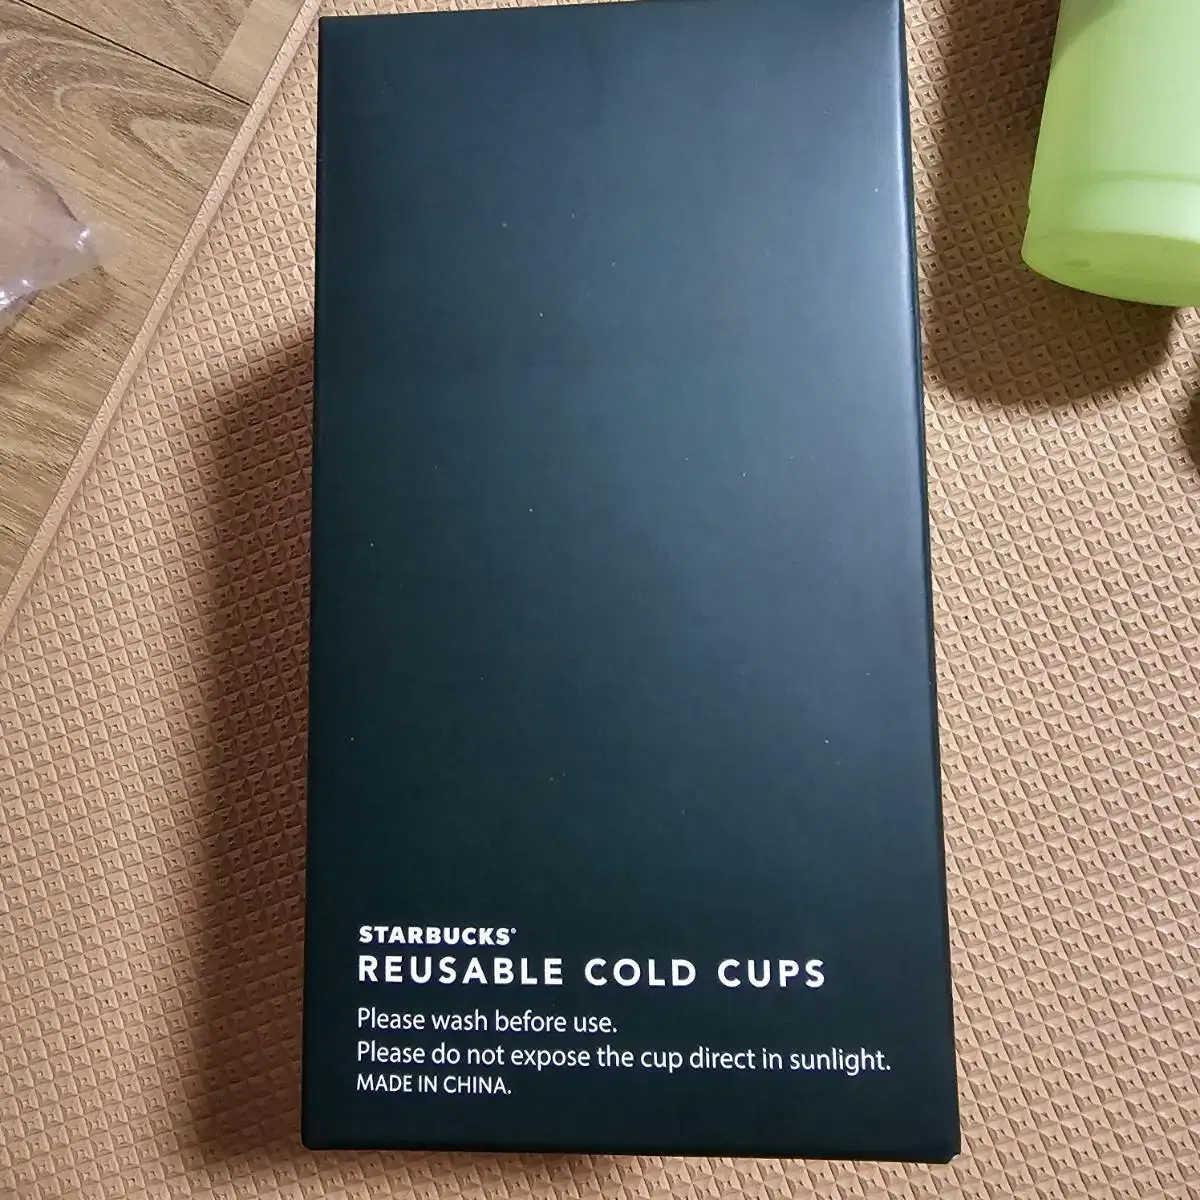 STARBUCKS®
REUSABLE COLD CUPS
Please wash before use.
Please do not expose the cup direct in sunlight.
MADE IN CHINA.